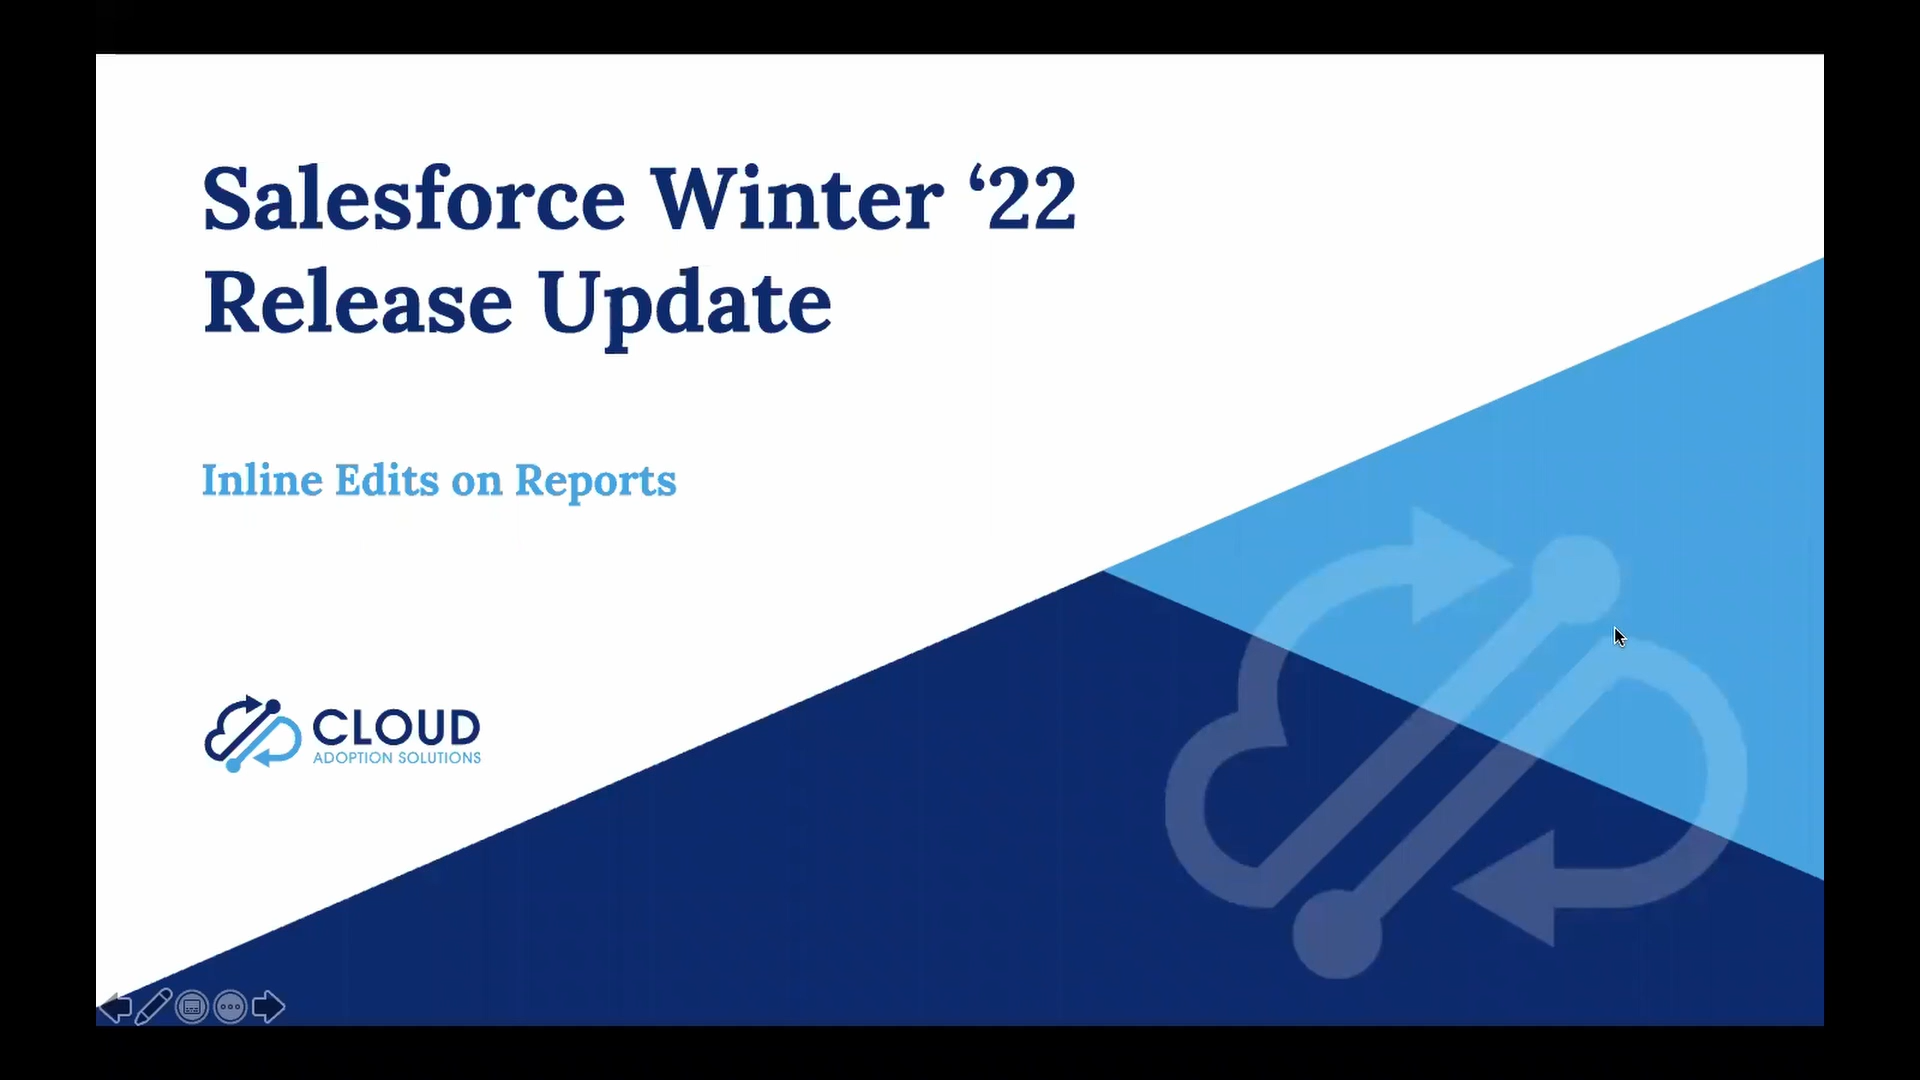 Salesforce Winter ‘22
Release Update
Inline Edits on Reports
CLOUD
ADOPTION SOLUTIONS